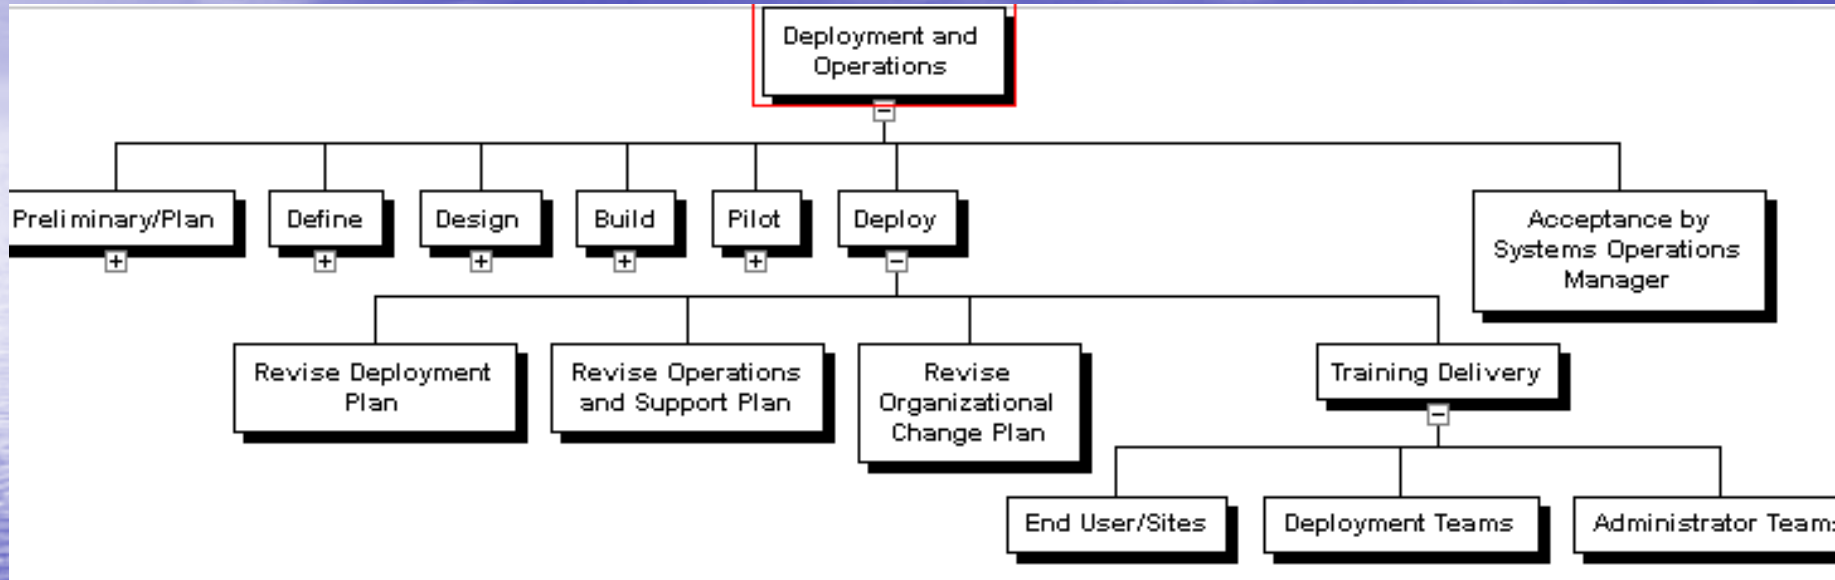 Deployment and
Operations
Preliminary/Plan
Define
Design
Build
Pilot
Deploy
Acceptance by
Systems Operations
Manager
Revise Deployment
Plan
Revise Operations
and Support Plan
Revise
Organizational
Change Plan
Training Delivery
End User/Sites
Deployment Teams
Administrator Teams